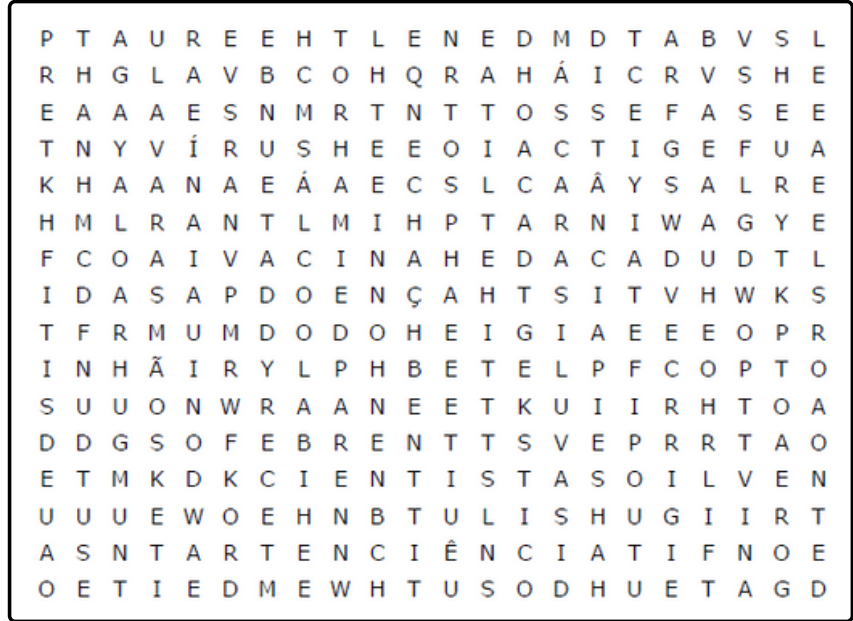 P T A U R E E H T L E N E D M D T A B V S L
R H G L A V B C O H Q R A H Á I C R V S H E
E A A A E S N M R T N T T O S S E F A S E E
T N Y V Í R U S H E E O I A C T I G E F U A
K H A A N A E Á A E C S L C A Â Y S A L R E
H M L R A N T L M I H P T A R N I W A G Y E
F C O A I V A C I N A H E D A C A D U D T L
I D A S A P D O E N Ç A H T S I T V H W K S
T F R M U M D O D O H E I G I A E E E O P R
I N H Ã I R Y L P H B E T E L P F C O P T O
S U U O N W R A A N E E T K U I I R H T O A
D D G S O F E B R E N T T S V E P R R T A O
E T M K D K C I E N T I S T A S O I L V E N
U U U E W O E H N B T U L I S H U G I I R T
A S N T A R T E N C I Ê N C I A T I F N O E
O E T I E D M E W H T U S O D H U E T A G D